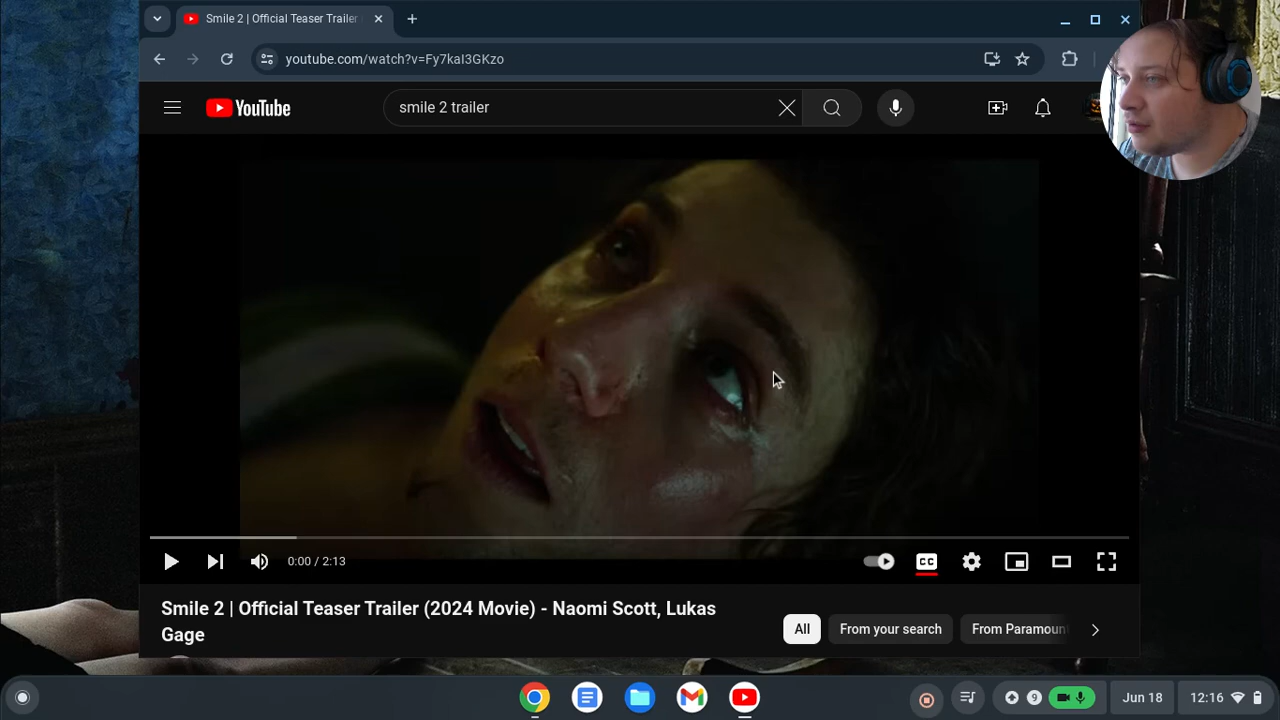 Smile 2 | Official Teaser Trailer
youtube.com/watch?v=Fy7kaI3GKzo
YouTube
smile 2 trailer
0:00 / 2:13
CC
Smile 2 | Official Teaser Trailer (2024 Movie) - Naomi Scott, Lukas
Gage
All
From your search
From Paramoun
9
Jun 18
12:16